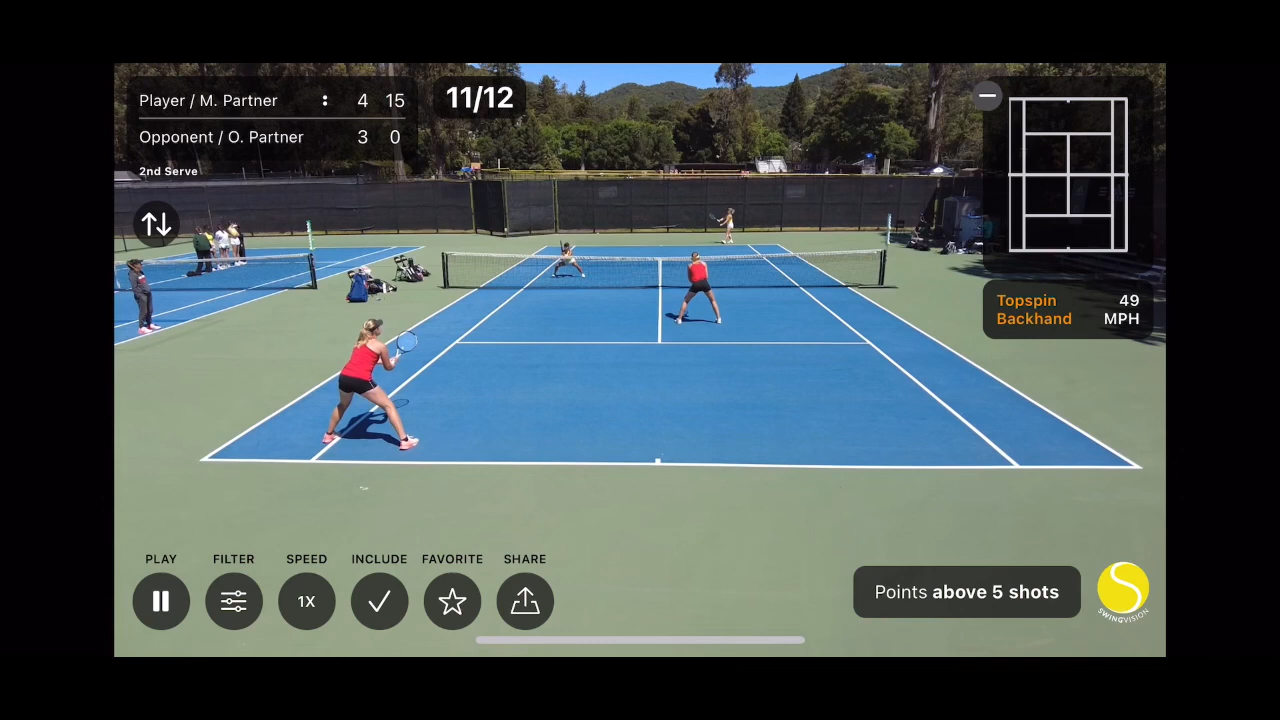 Player / M. Partner : 4 15
Opponent / O. Partner 3 0
2nd Serve
11/12
Topspin 49
Backhand MPH
PLAY FILTER SPEED INCLUDE FAVORITE SHARE
1X
Points above 5 shots
SWINGVISION